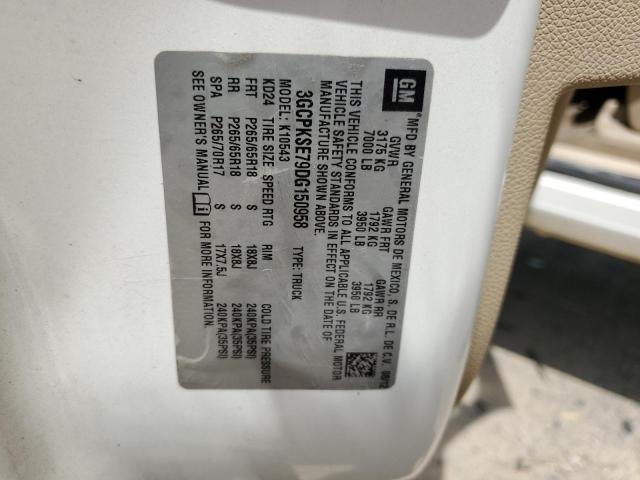 GM
MFD BY GENERAL MOTORS DE MEXICO, S. DE R.L. DE C.V. 08/12
GVWR GAWR FRT GAWR RR
3175 KG 1792 KG 1792 KG
7000 LB 3950 LB 3950 LB
THIS VEHICLE CONFORMS TO ALL APPLICABLE U.S. FEDERAL MOTOR
VEHICLE SAFETY STANDARDS IN EFFECT ON THE DATE OF
MANUFACTURE SHOWN ABOVE.
3GCPKSE79DG150958 TYPE: TRUCK
MODEL: K10543
KD24 TIRE SIZE SPEED RTG RIM COLD TIRE PRESSURE
FRT P265/65R18 S 18X8J 240KPA(35PSI)
RR P265/65R18 S 18X8J 240KPA(35PSI)
SPA P265/70R17 S 17X7.5J 240KPA(35PSI)
SEE OWNER'S MANUAL FOR MORE INFORMATION.